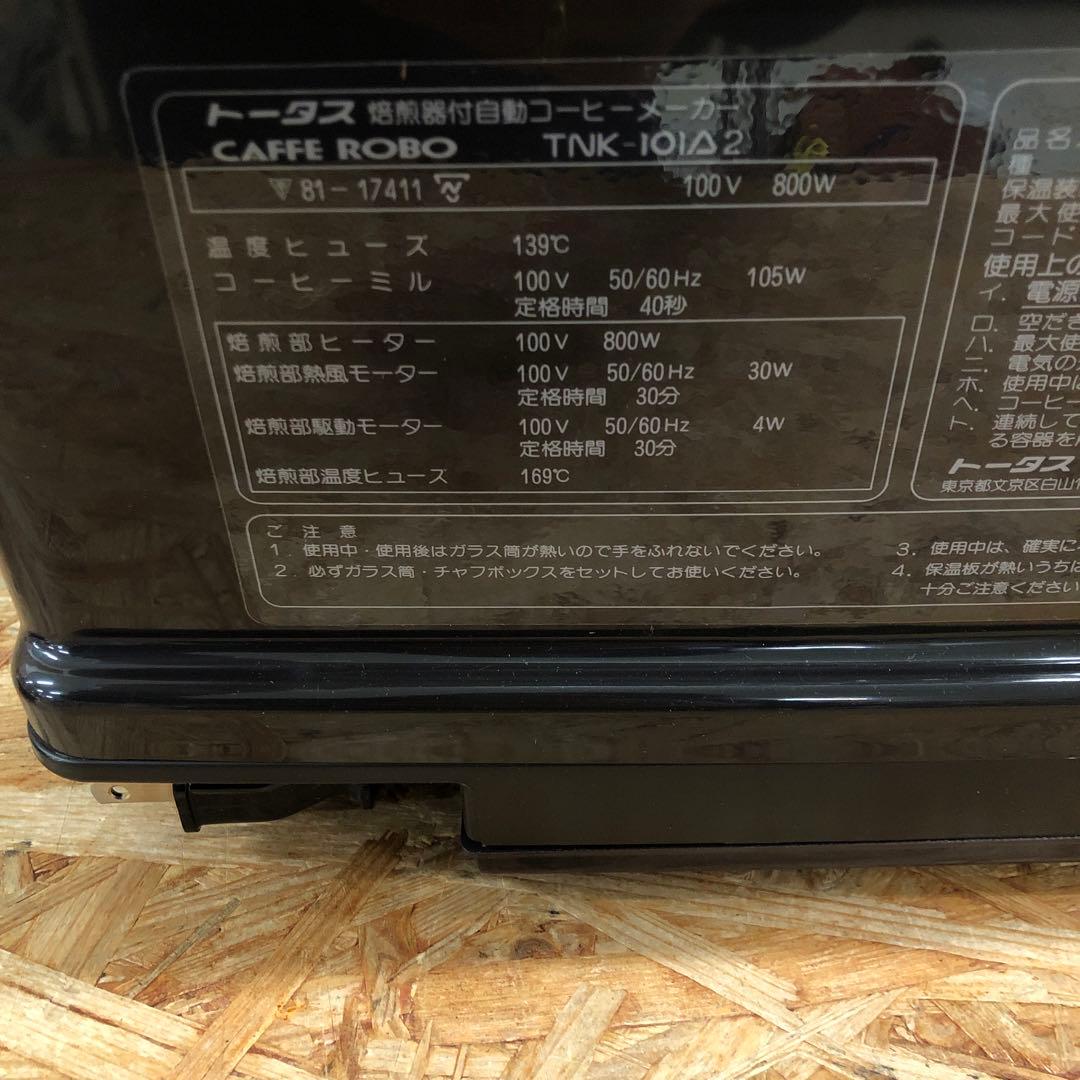 トータス 焙煎器付自動コーヒーメーカー
CAFFE ROBO TNK-101A2
▽ 81-17411 100V 800W
温度ヒューズ 139℃
コーヒーミル 100V 50/60Hz 105W
定格時間 40秒
焙煎部ヒーター 100V 800W
焙煎部熱風モーター 100V 50/60Hz 30W
定格時間 30分
焙煎部駆動モーター 100V 50/60Hz 4W
定格時間 30分
焙煎部温度ヒューズ 169℃
品名
種
保温装
最大使
コード
使用上の
イ. 電源
ロ. 空だき
ハ. 最大使
ニ. 電気の
ホ. 使用中に
ヘ. コーヒー
ト. 連続して
る容器を
トータス
東京都文京区白山
ご注意
1. 使用中・使用後はガラス筒が熱いので手をふれないでください。
2. 必ずガラス筒・チャフボックスをセットしてお使いください。
3. 使用中は、確実に
4. 保温板が熱いうちは
十分ご注意ください